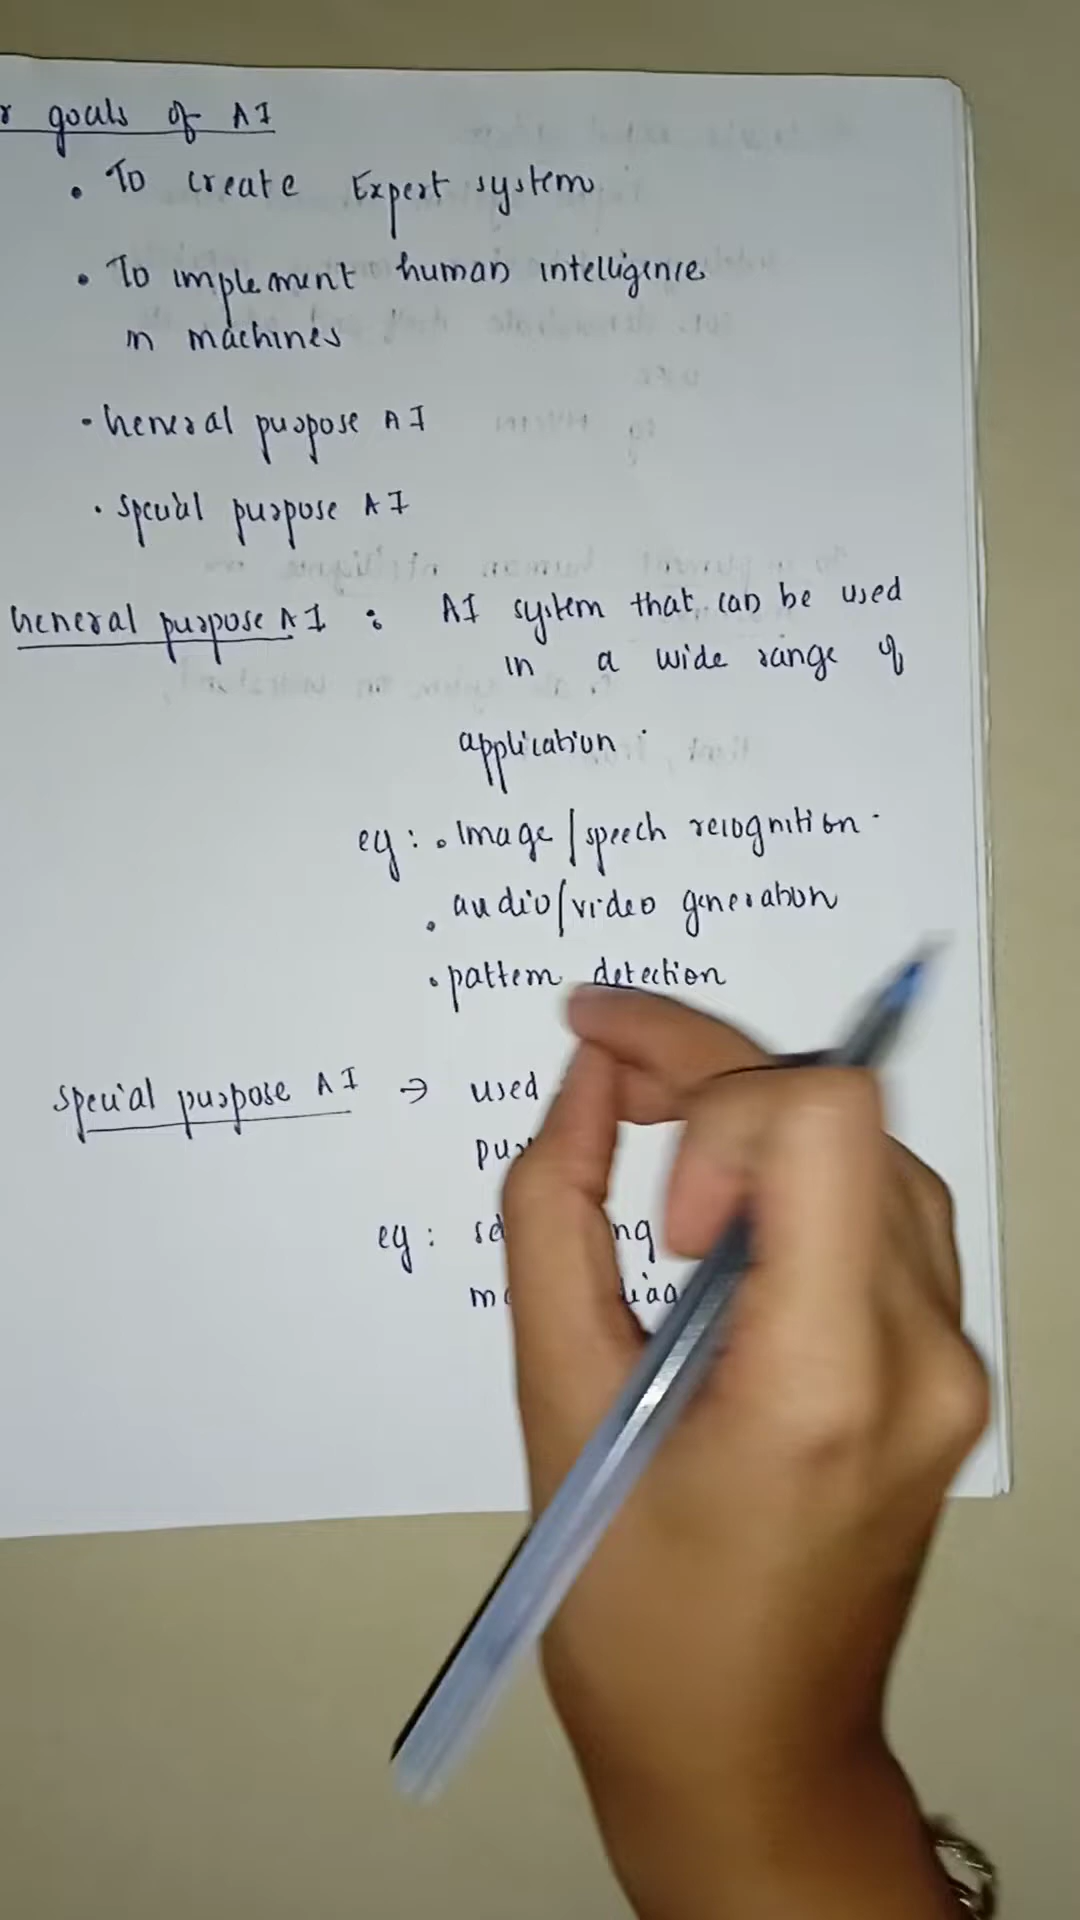 goals of AI
• To create Expert system
• To implement human intelligence
in machines
• General purpose AI
• Special purpose AI
General purpose AI : AI system that can be used
in a wide range of
application.
eg: • Image/speech recognition.
• audio/video generation
• pattern detection
Special purpose AI → used
eg: